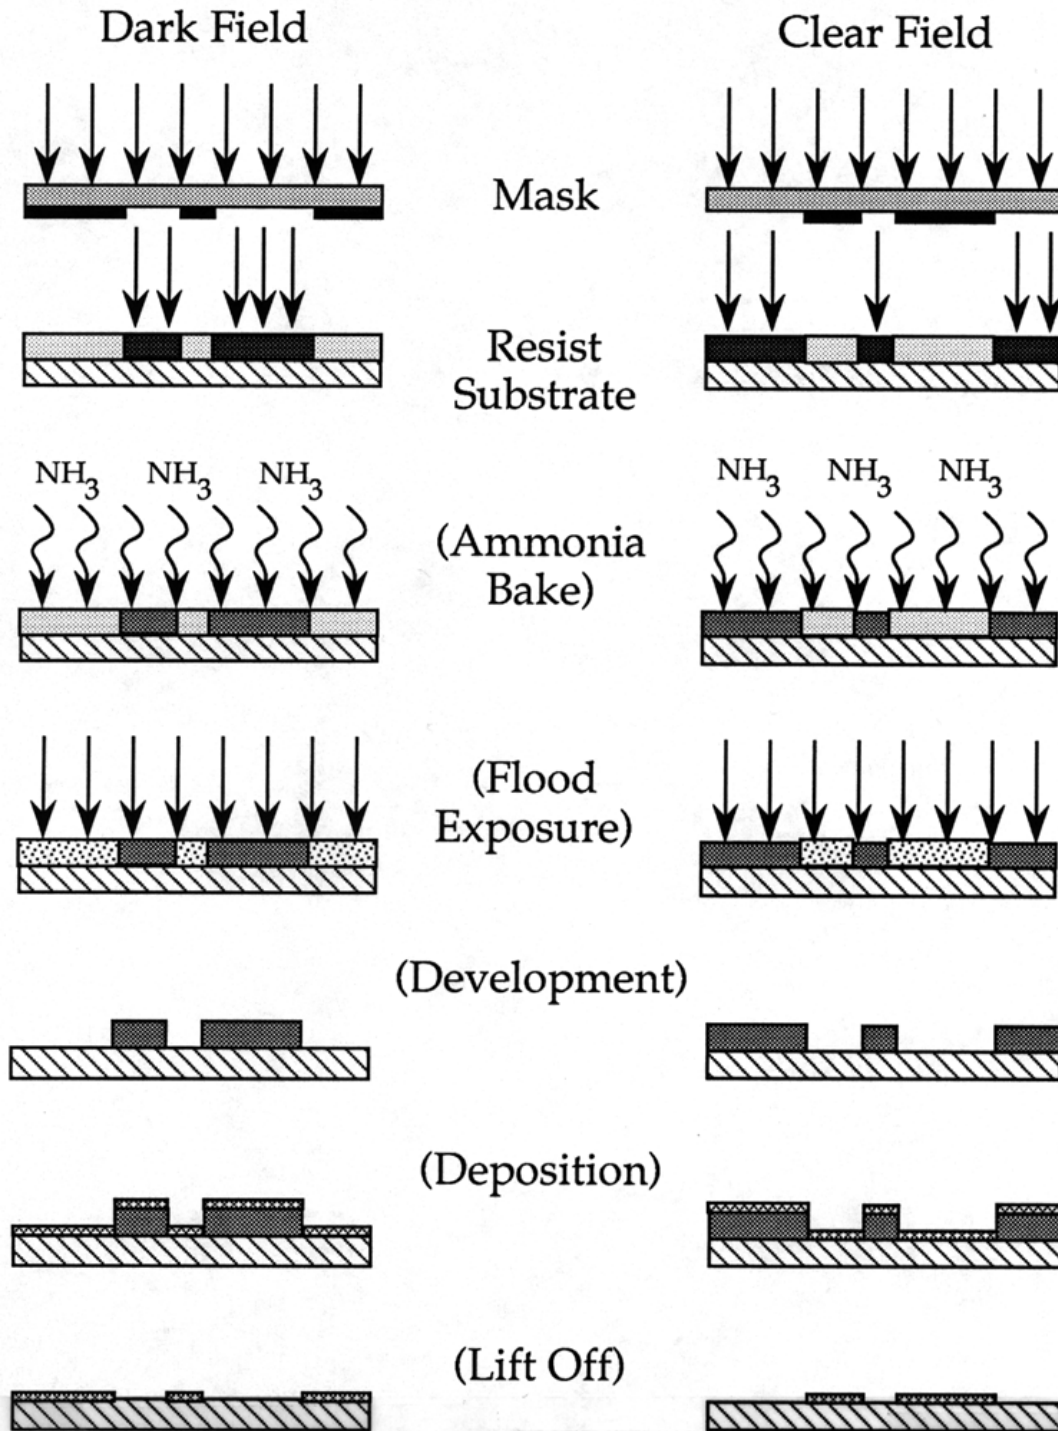 Dark Field
Clear Field
Mask
Resist
Substrate
NH3 NH3 NH3
(Ammonia
Bake)
NH3 NH3 NH3
(Flood
Exposure)
(Development)
(Deposition)
(Lift Off)